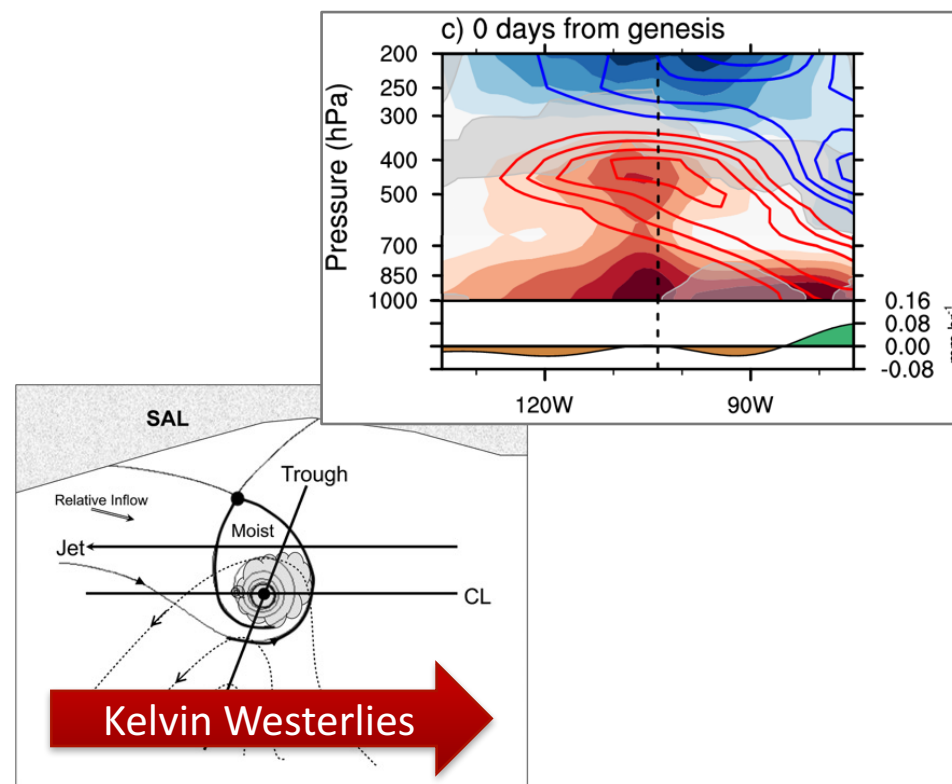 c) 0 days from genesis
Pressure (hPa)
200
250
300
400
500
700
850
1000
0.16
0.08
0.00
-0.08
120W
90W
SAL
Trough
Relative Inflow
Moist
Jet
CL
Kelvin Westerlies